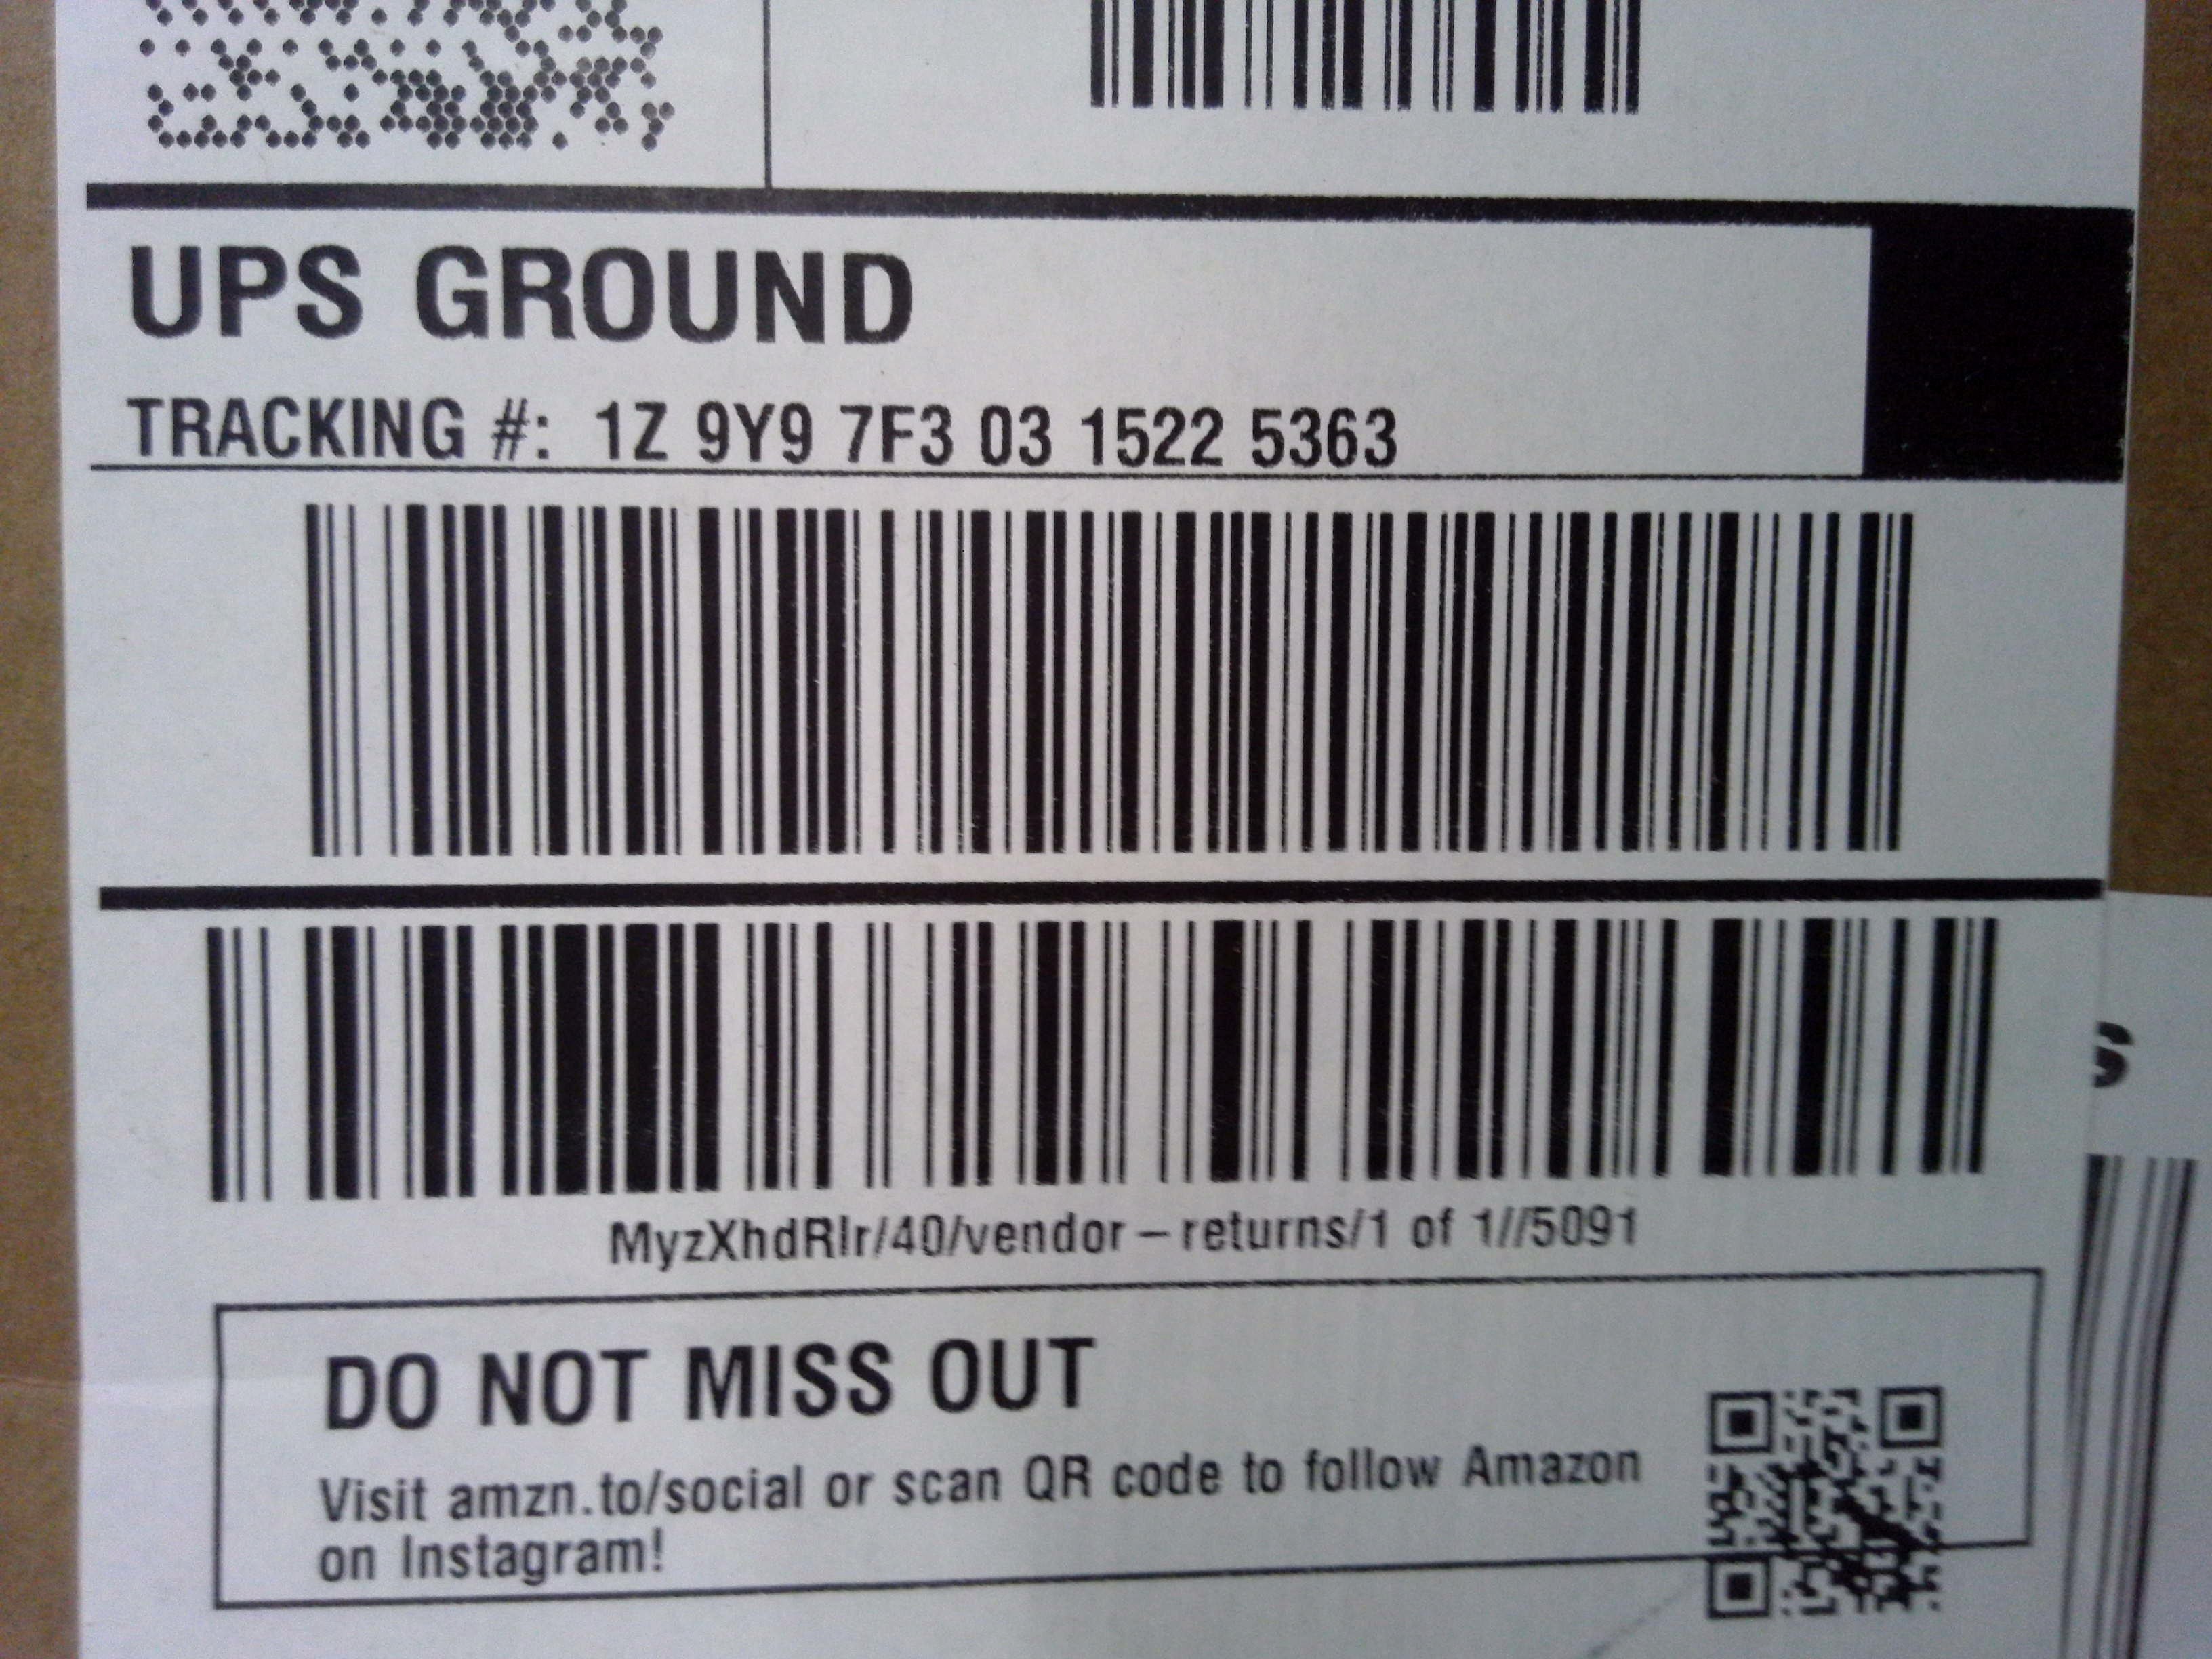 UPS GROUND
TRACKING #: 1Z 9Y9 7F3 03 1522 5363
MyzXhdRlr/40/vendor – returns/1 of 1//5091
S
DO NOT MISS OUT
Visit amzn.to/social or scan QR code to follow Amazon
on Instagram!